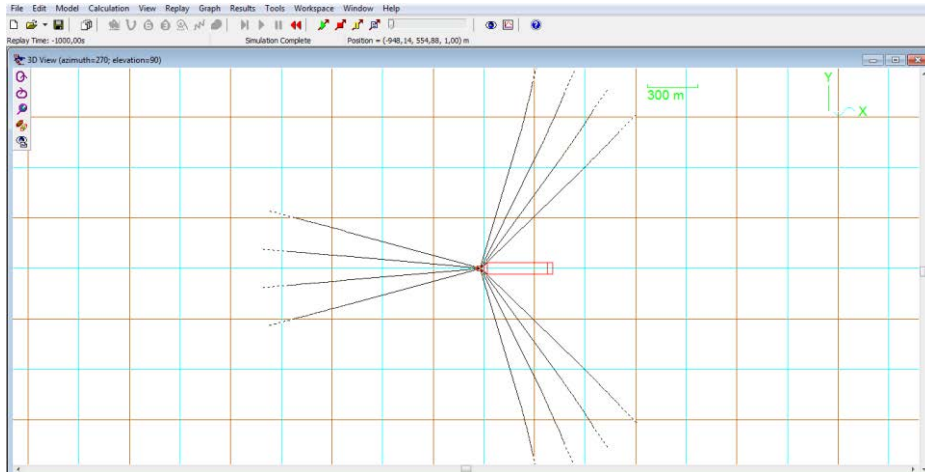 File Edit Model Calculation View Replay Graph Results Tools Workspace Window Help
Replay Time: -1000,00s Simulation Complete Position = (-948,14, 554,88, 1,00) m
3D View (azimuth=270; elevation=90)
300 m
Y
X